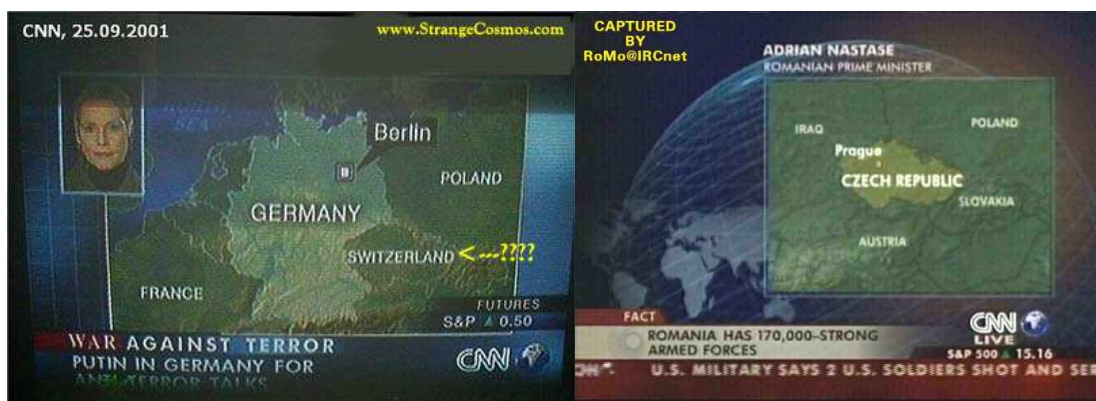 CNN, 25.09.2001
www.StrangeCosmos.com
Berlin
POLAND
GERMANY
SWITZERLAND <---????
FRANCE
FUTURES
S&P ▲ 0.50
WAR AGAINST TERROR
PUTIN IN GERMANY FOR
TERROR TALKS
CNN
CAPTURED
BY
RoMo@IRCnet
ADRIAN NASTASE
ROMANIAN PRIME MINISTER
IRAQ
POLAND
Prague
CZECH REPUBLIC
SLOVAKIA
AUSTRIA
FACT
ROMANIA HAS 170,000-STRONG
ARMED FORCES
CNN
LIVE
S&P 500 ▲ 15.16
U.S. MILITARY SAYS 2 U.S. SOLDIERS SHOT AND SER